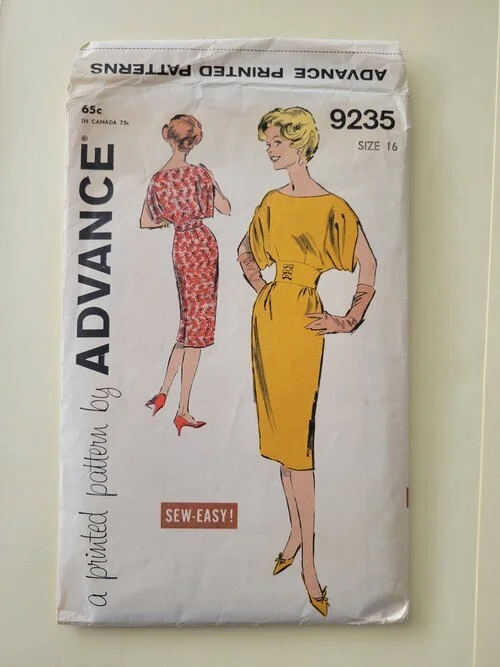 ADVANCE PRINTED PATTERNS
65c
IN CANADA 75c
9235
SIZE 16
a printed pattern by ADVANCE®
SEW-EASY!